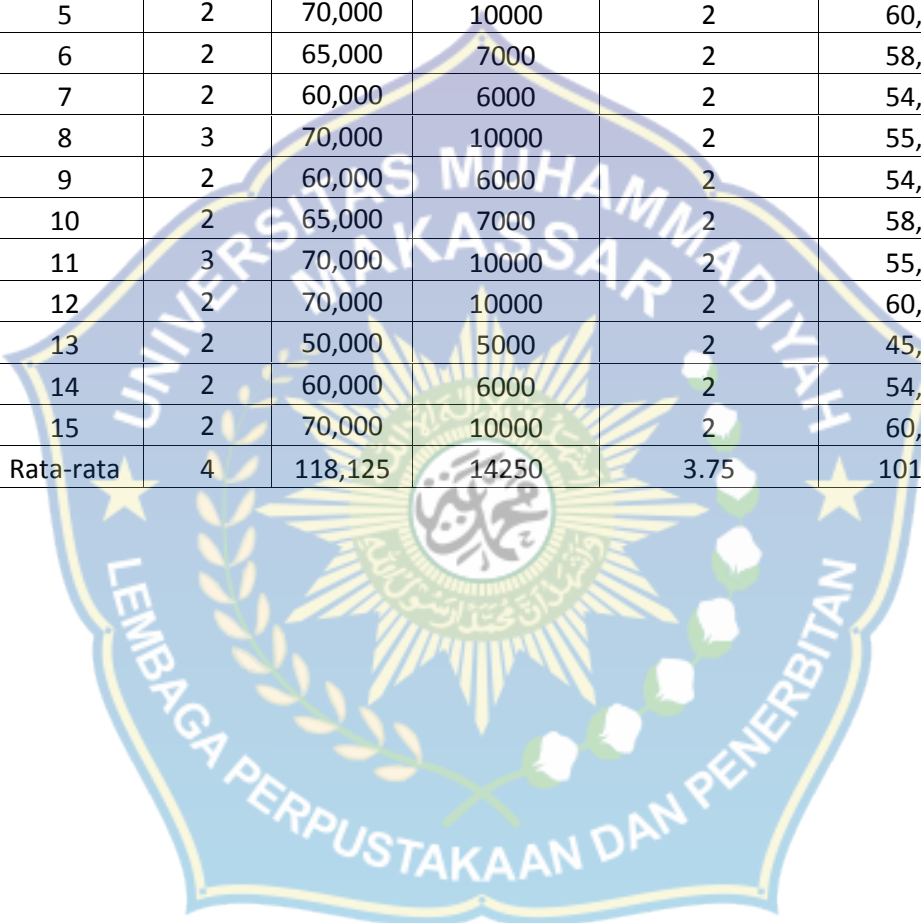 5 2 70,000 10000 2 60,
6 2 65,000 7000 2 58,
7 2 60,000 6000 2 54,
8 3 70,000 10000 2 55,
9 2 60,000 6000 2 54,
10 2 65,000 7000 2 58,
11 3 70,000 10000 2 55,
12 2 70,000 10000 2 60,
13 2 50,000 5000 2 45,
14 2 60,000 6000 2 54,
15 2 70,000 10000 2 60,
Rata-rata 4 118,125 14250 3.75 101
UNIVERSITAS MUHAMMADIYAH
MAKASSAR
LEMBAGA PERPUSTAKAAN DAN PENERBITAN